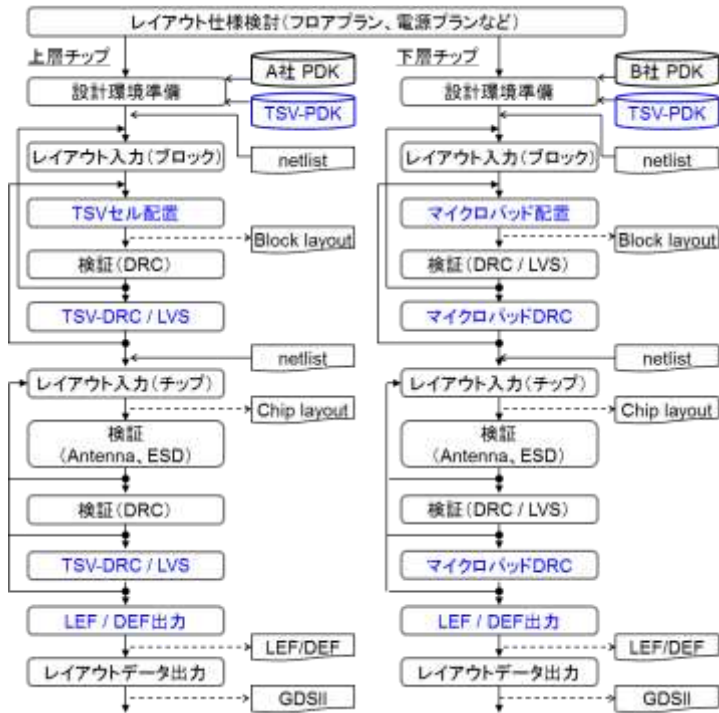 レイアウト仕様検討(フロアプラン、電源プランなど)
上層チップ
A社 PDK
設計環境準備
TSV-PDK
レイアウト入力(ブロック)
netlist
TSVセル配置
Block layout
検証(DRC)
TSV-DRC / LVS
netlist
レイアウト入力(チップ)
Chip layout
検証
(Antenna、ESD)
検証(DRC)
TSV-DRC / LVS
LEF / DEF出力
LEF/DEF
レイアウトデータ出力
GDSII
下層チップ
B社 PDK
設計環境準備
TSV-PDK
レイアウト入力(ブロック)
netlist
マイクロパッド配置
Block layout
検証(DRC / LVS)
マイクロパッドDRC
netlist
レイアウト入力(チップ)
Chip layout
検証
(Antenna、ESD)
検証(DRC / LVS)
マイクロパッドDRC
LEF / DEF出力
LEF/DEF
レイアウトデータ出力
GDSII